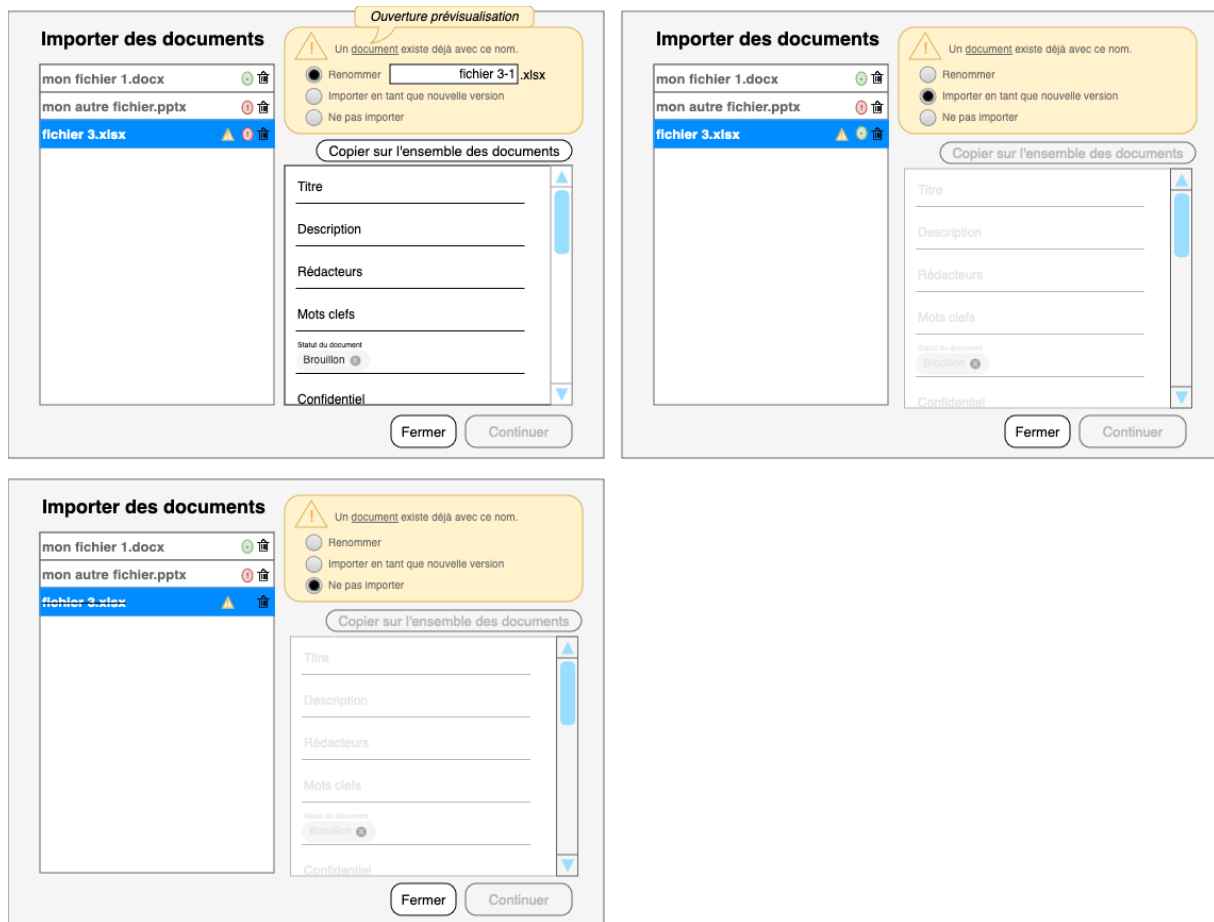 Ouverture prévisualisation
Importer des documents
Un document existe déjà avec ce nom.
mon fichier 1.docx
mon autre fichier.pptx
fichier 3.xlsx
Renommer fichier 3-1 .xlsx
Importer en tant que nouvelle version
Ne pas importer
Copier sur l'ensemble des documents
Titre
Description
Rédacteurs
Mots clefs
Statut du document
Brouillon
Confidentiel
Fermer
Continuer
Importer des documents
Un document existe déjà avec ce nom.
mon fichier 1.docx
mon autre fichier.pptx
fichier 3.xlsx
Renommer
Importer en tant que nouvelle version
Ne pas importer
Copier sur l'ensemble des documents
Titre
Description
Rédacteurs
Mots clefs
Statut du document
Brouillon
Confidentiel
Fermer
Continuer
Importer des documents
Un document existe déjà avec ce nom.
mon fichier 1.docx
mon autre fichier.pptx
fichier 3.xlsx
Renommer
Importer en tant que nouvelle version
Ne pas importer
Copier sur l'ensemble des documents
Titre
Description
Rédacteurs
Mots clefs
Statut du document
Brouillon
Confidentiel
Fermer
Continuer